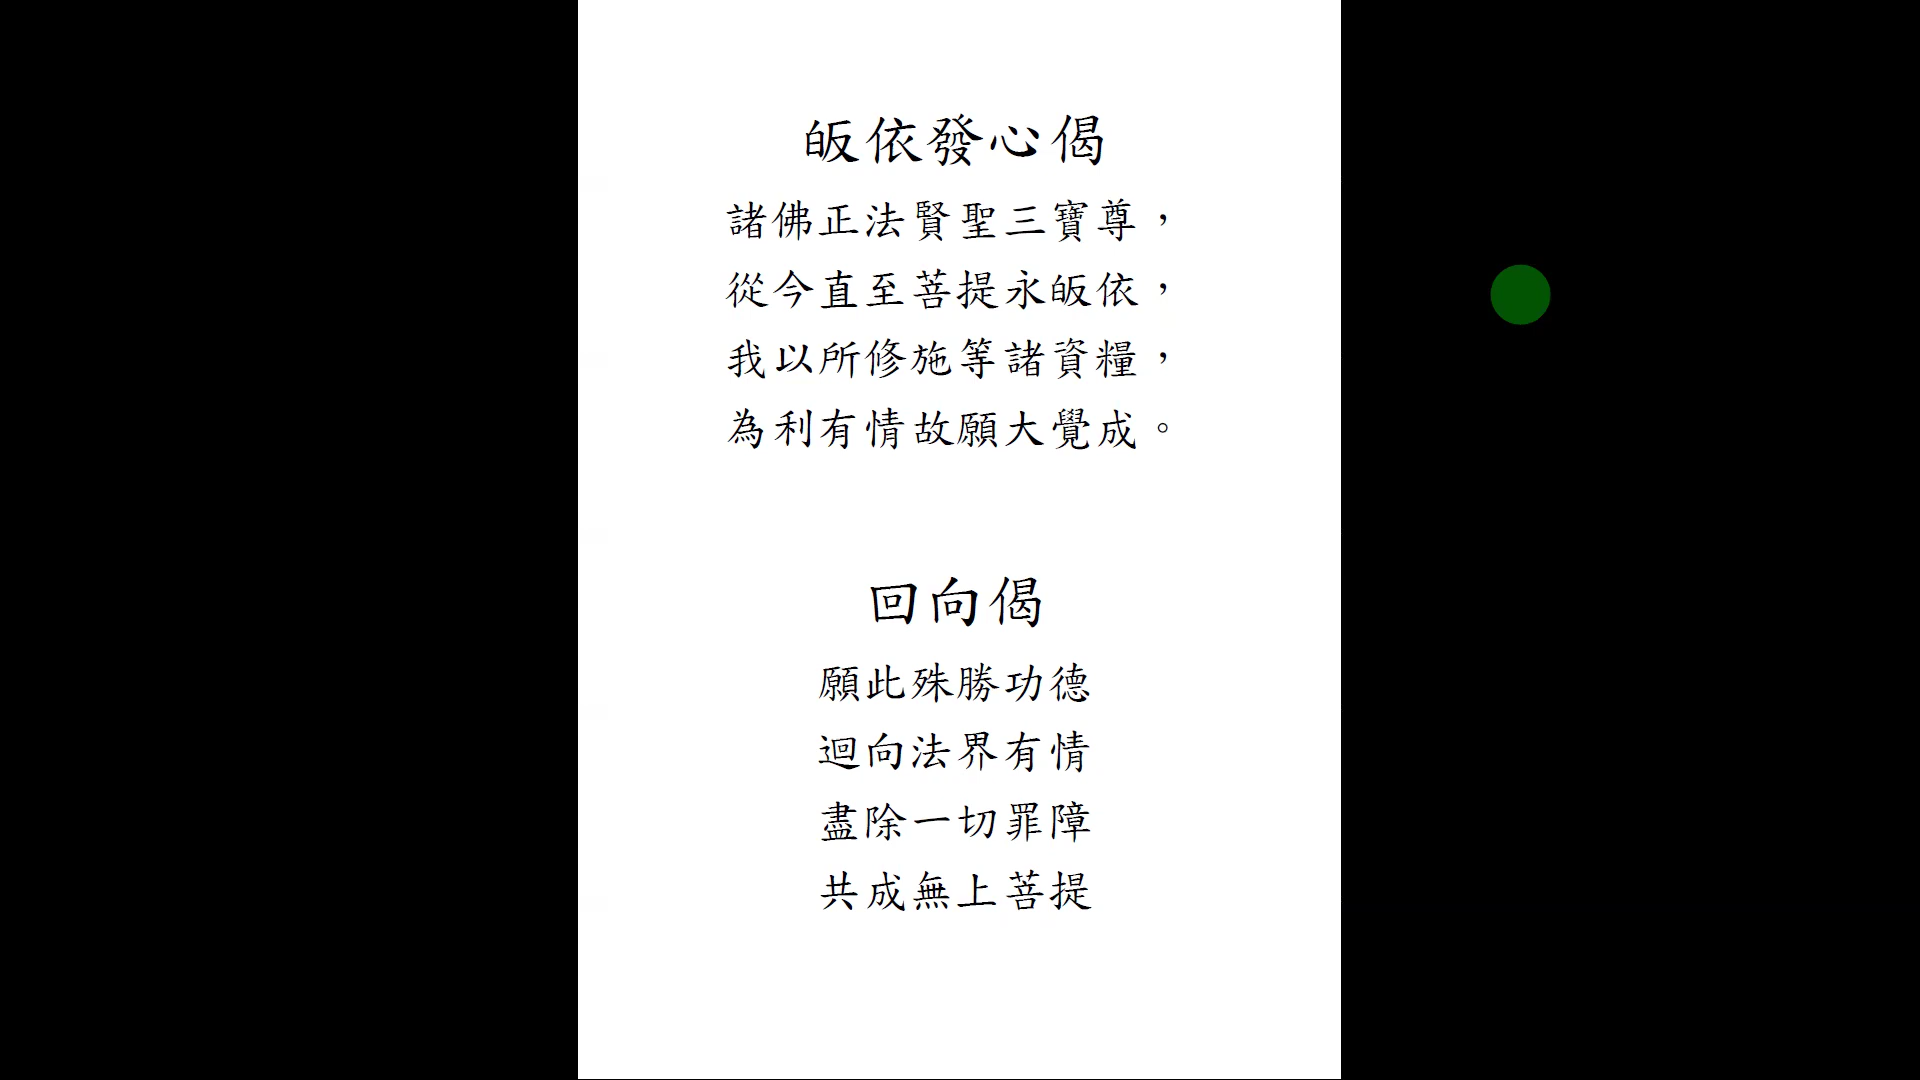 皈依發心偈
諸佛正法賢聖三寶尊，
從今直至菩提永皈依，
我以所修施等諸資糧，
為利有情故願大覺成。
回向偈
願此殊勝功德
迴向法界有情
盡除一切罪障
共成無上菩提